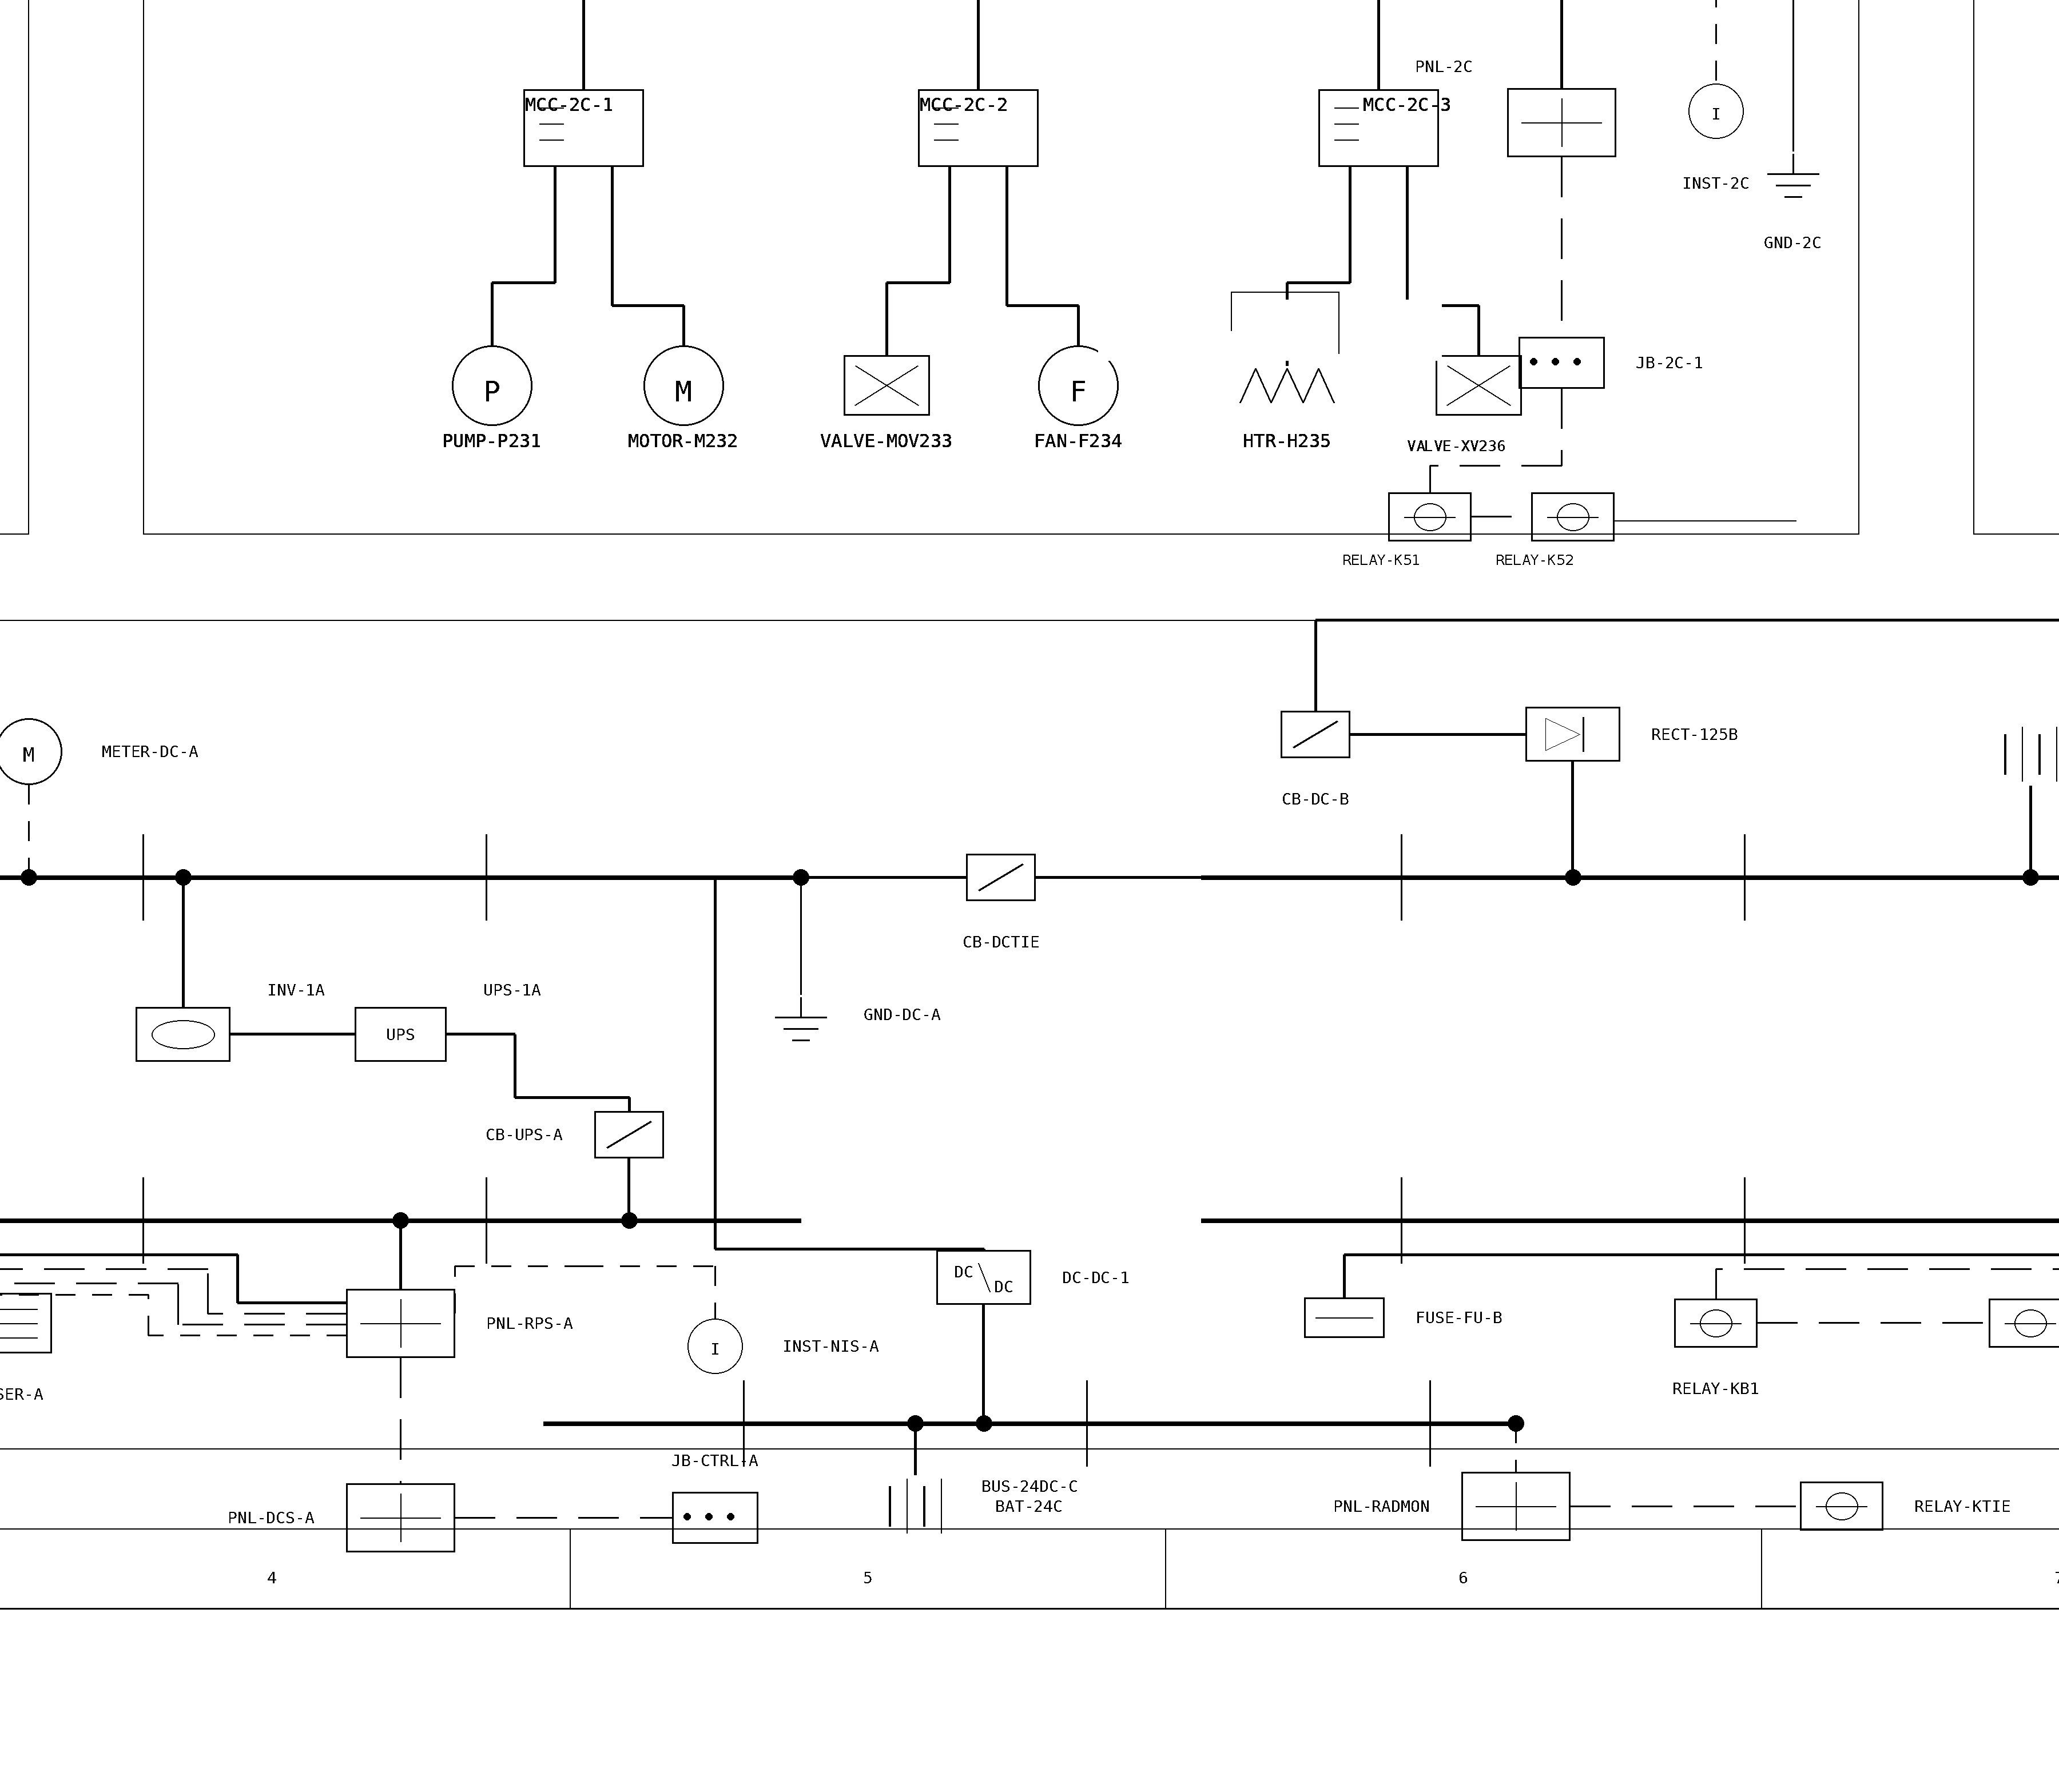 PNL-2C
MCC-2C-1
MCC-2C-2
MCC-2C-3
I
INST-2C
GND-2C
JB-2C-1
P
M
F
PUMP-P231
MOTOR-M232
VALVE-MOV233
FAN-F234
HTR-H235
VALVE-XV236
RELAY-K51
RELAY-K52
M
METER-DC-A
RECT-125B
CB-DC-B
CB-DCTIE
INV-1A
UPS-1A
GND-DC-A
UPS
CB-UPS-A
DC
DC
DC-DC-1
PNL-RPS-A
FUSE-FU-B
I
INST-NIS-A
SER-A
RELAY-KB1
JB-CTRL-A
BUS-24DC-C
BAT-24C
PNL-RADMON
RELAY-KTIE
PNL-DCS-A
4
5
6